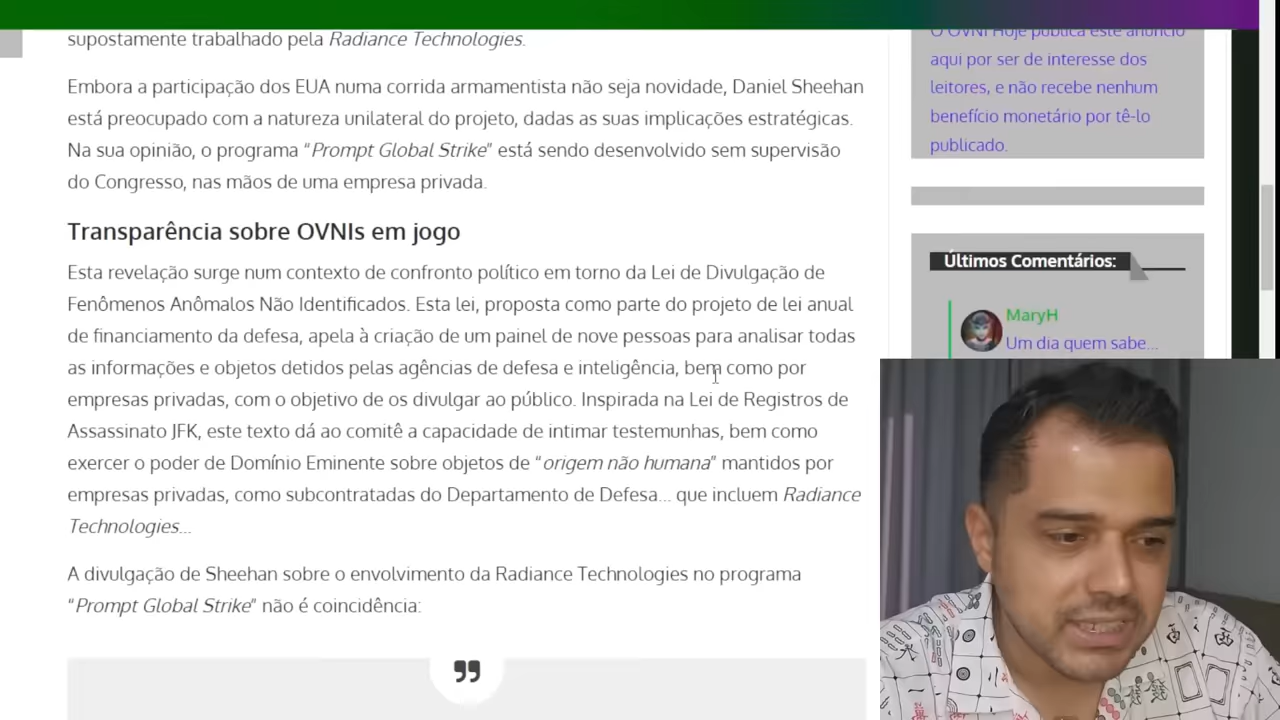 supostamente trabalhado pela Radiance Technologies.
Embora a participação dos EUA numa corrida armamentista não seja novidade, Daniel Sheehan
está preocupado com a natureza unilateral do projeto, dadas as suas implicações estratégicas.
Na sua opinião, o programa “Prompt Global Strike” está sendo desenvolvido sem supervisão
do Congresso, nas mãos de uma empresa privada.
Transparência sobre OVNIs em jogo
Esta revelação surge num contexto de confronto político em torno da Lei de Divulgação de
Fenômenos Anômalos Não Identificados. Esta lei, proposta como parte do projeto de lei anual
de financiamento da defesa, apela à criação de um painel de nove pessoas para analisar todas
as informações e objetos detidos pelas agências de defesa e inteligência, bem como por
empresas privadas, com o objetivo de os divulgar ao público. Inspirada na Lei de Registros de
Assassinato JFK, este texto dá ao comitê a capacidade de intimar testemunhas, bem como
exercer o poder de Domínio Eminente sobre objetos de “origem não humana” mantidos por
empresas privadas, como subcontratadas do Departamento de Defesa... que incluem Radiance
Technologies...
A divulgação de Sheehan sobre o envolvimento da Radiance Technologies no programa
“Prompt Global Strike” não é coincidência:
”
O OVNI Hoje publica este anúncio
aqui por ser de interesse dos
leitores, e não recebe nenhum
benefício monetário por tê-lo
publicado.
Últimos Comentários:
MaryH
Um dia quem sabe...